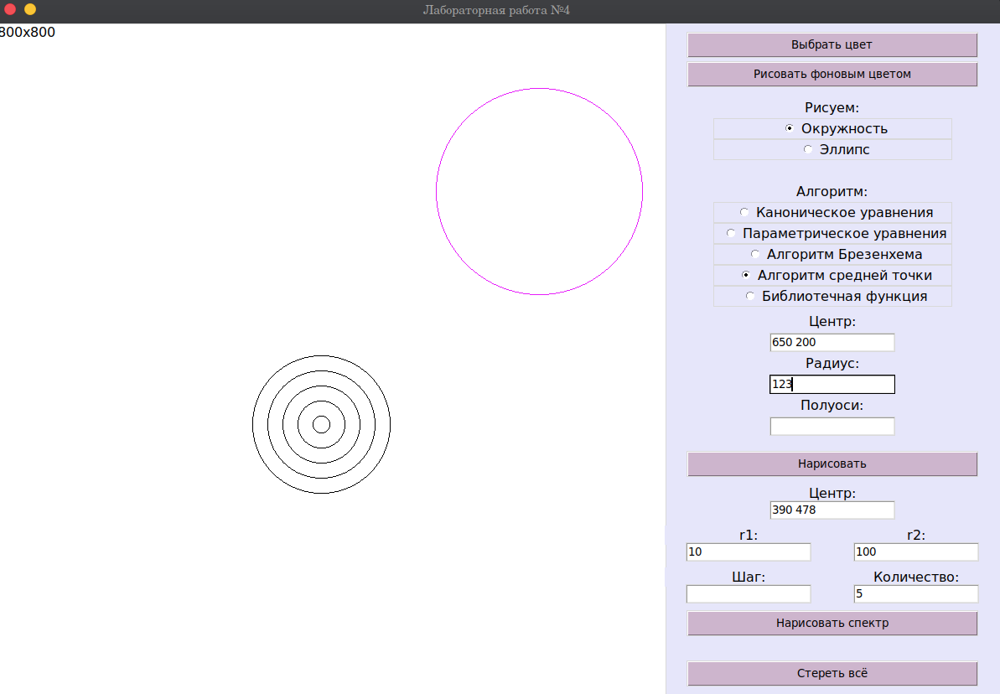 Лабораторная работа №4
800x800
Выбрать цвет
Рисовать фоновым цветом
Рисуем:
Окружность
Эллипс
Алгоритм:
Каноническое уравнения
Параметрическое уравнения
Алгоритм Брезенхема
Алгоритм средней точки
Библиотечная функция
Центр:
650 200
Радиус:
123
Полуоси:
Нарисовать
Центр:
390 478
r1: r2:
10 100
Шаг: Количество:
5
Нарисовать спектр
Стереть всё